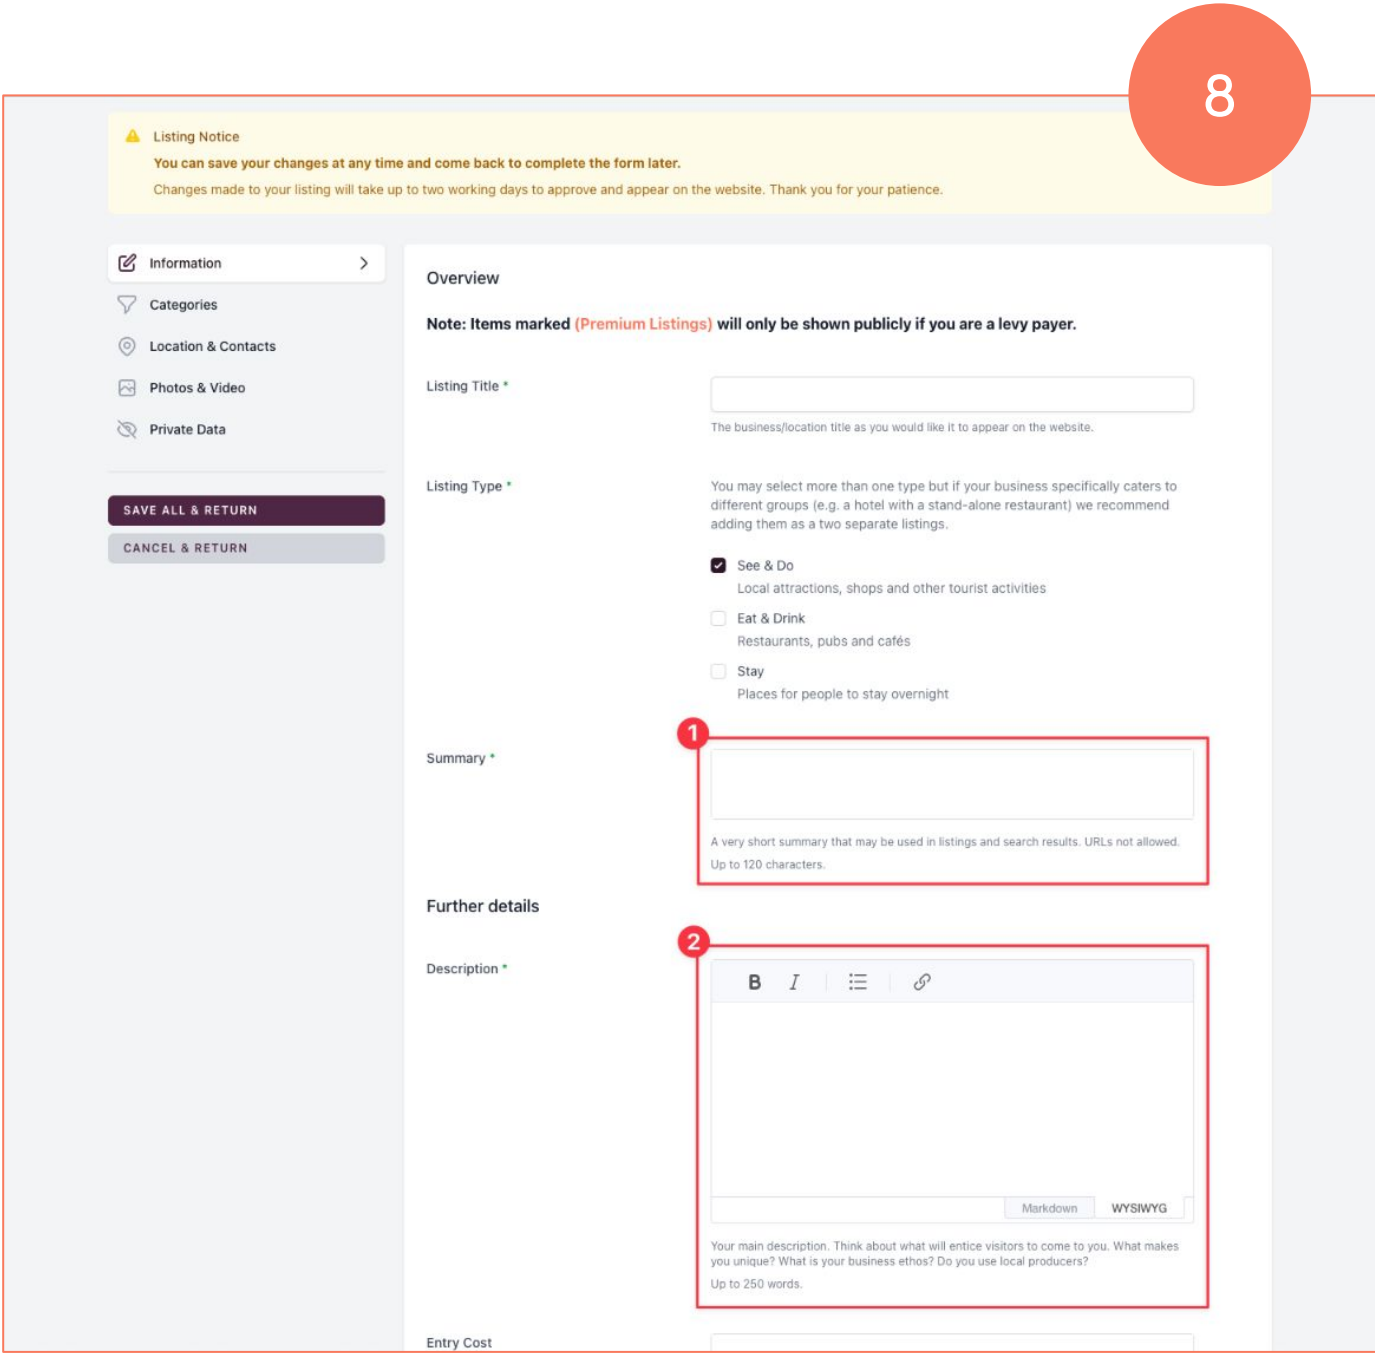 8
Listing Notice
You can save your changes at any time and come back to complete the form later.
Changes made to your listing will take up to two working days to approve and appear on the website. Thank you for your patience.
Information
Categories
Location & Contacts
Photos & Video
Private Data
SAVE ALL & RETURN
CANCEL & RETURN
Overview
Note: Items marked (Premium Listings) will only be shown publicly if you are a levy payer.
Listing Title *
The business/location title as you would like it to appear on the website.
Listing Type *
You may select more than one type but if your business specifically caters to
different groups (e.g. a hotel with a stand-alone restaurant) we recommend
adding them as a two separate listings.
See & Do
Local attractions, shops and other tourist activities
Eat & Drink
Restaurants, pubs and cafés
Stay
Places for people to stay overnight
1
Summary *
A very short summary that may be used in listings and search results. URLs not allowed.
Up to 120 characters.
Further details
2
Description *
B I
Markdown WYSIWYG
Your main description. Think about what will entice visitors to come to you. What makes
you unique? What is your business ethos? Do you use local producers?
Up to 250 words.
Entry Cost